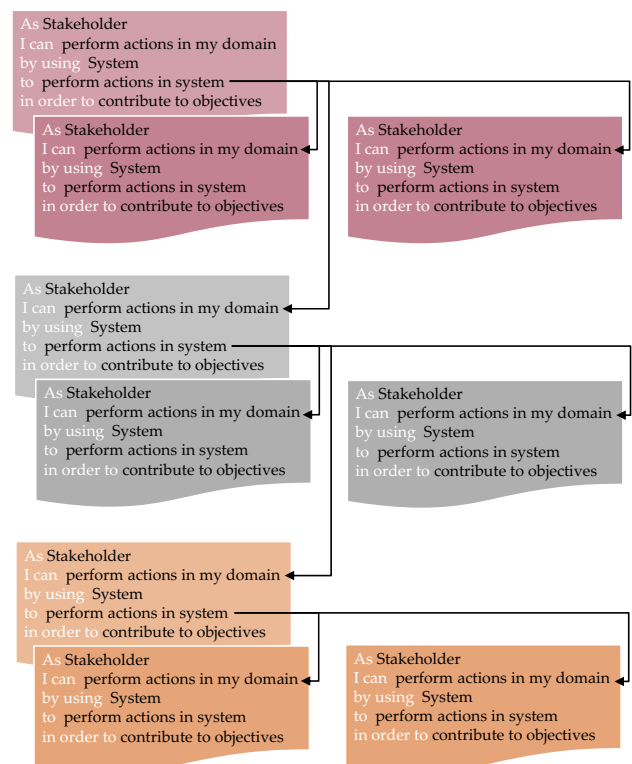 As Stakeholder
I can perform actions in my domain
by using System
to perform actions in system
in order to contribute to objectives
As Stakeholder
I can perform actions in my domain
by using System
to perform actions in system
in order to contribute to objectives
As Stakeholder
I can perform actions in my domain
by using System
to perform actions in system
in order to contribute to objectives
As Stakeholder
I can perform actions in my domain
by using System
to perform actions in system
in order to contribute to objectives
As Stakeholder
I can perform actions in my domain
by using System
to perform actions in system
in order to contribute to objectives
As Stakeholder
I can perform actions in my domain
by using System
to perform actions in system
in order to contribute to objectives
As Stakeholder
I can perform actions in my domain
by using System
to perform actions in system
in order to contribute to objectives
As Stakeholder
I can perform actions in my domain
by using System
to perform actions in system
in order to contribute to objectives
As Stakeholder
I can perform actions in my domain
by using System
to perform actions in system
in order to contribute to objectives